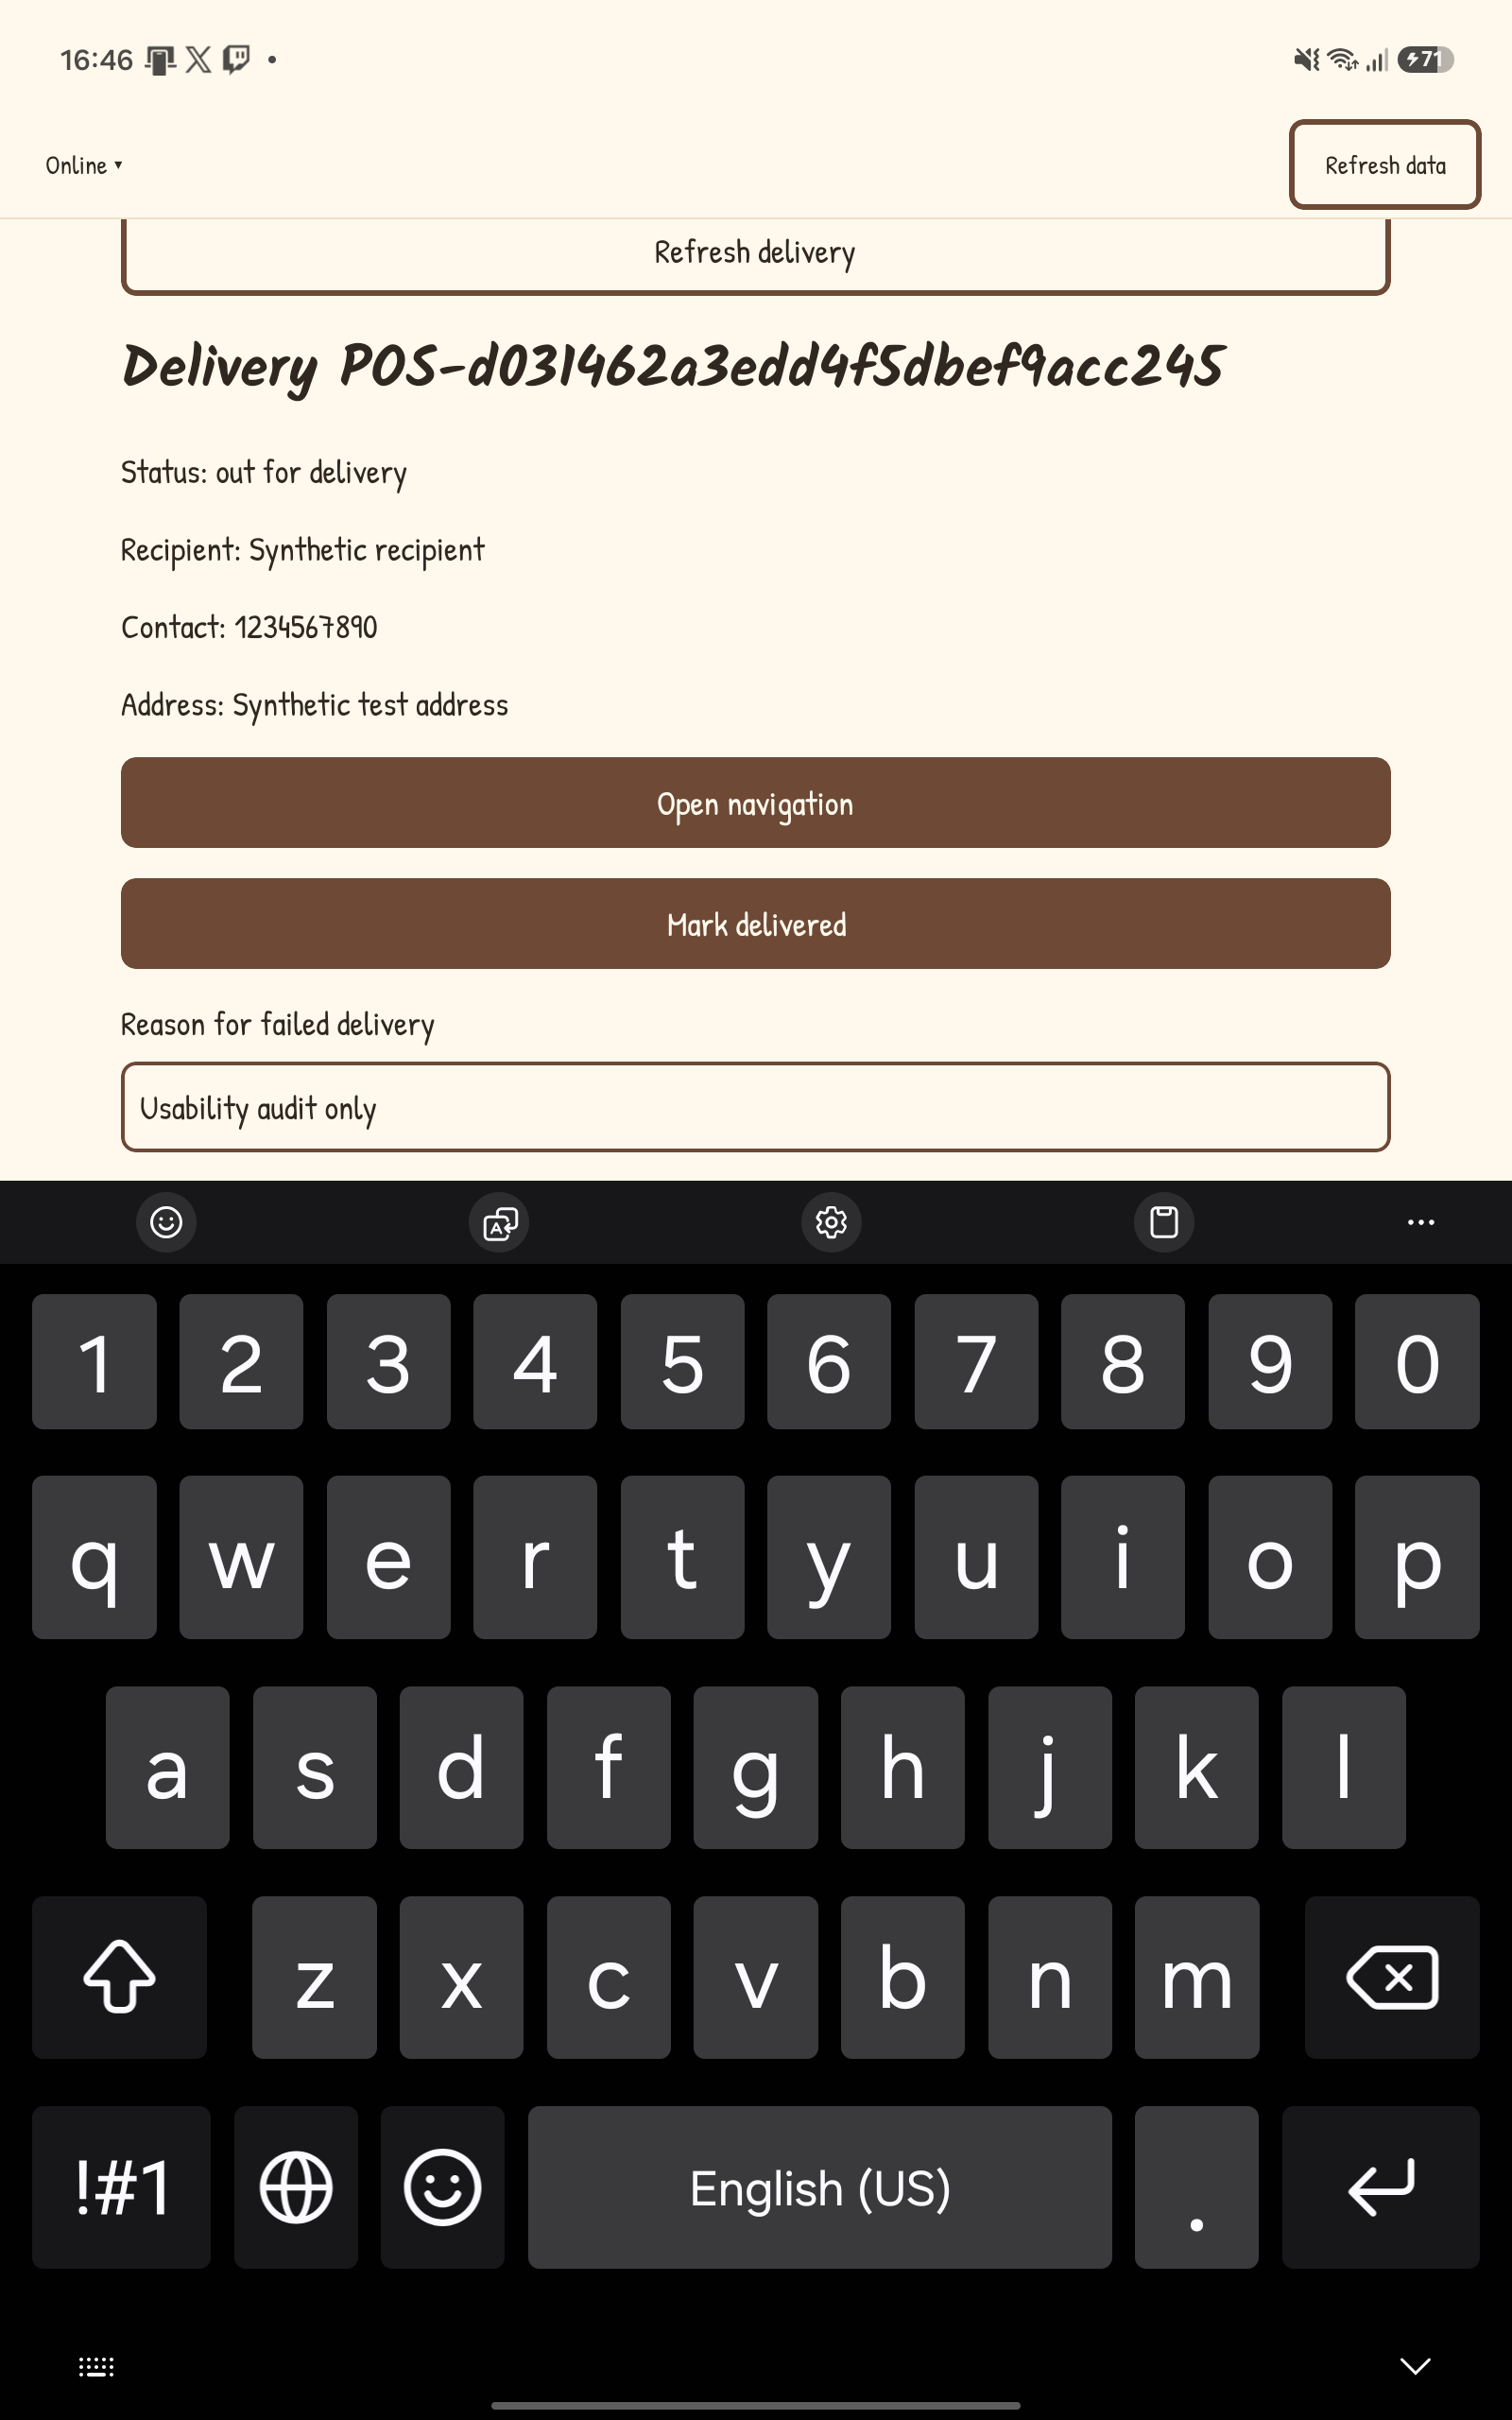 16:46
71
Online
Refresh data
Refresh delivery
Delivery POS-d031462a3edd4f5dbef9acc245
Status: out for delivery
Recipient: Synthetic recipient
Contact: 1234567890
Address: Synthetic test address
Open navigation
Mark delivered
Reason for failed delivery
Usability audit only
1 2 3 4 5 6 7 8 9 0
q w e r t y u i o p
a s d f g h j k l
z x c v b n m
!#1 English (US) .